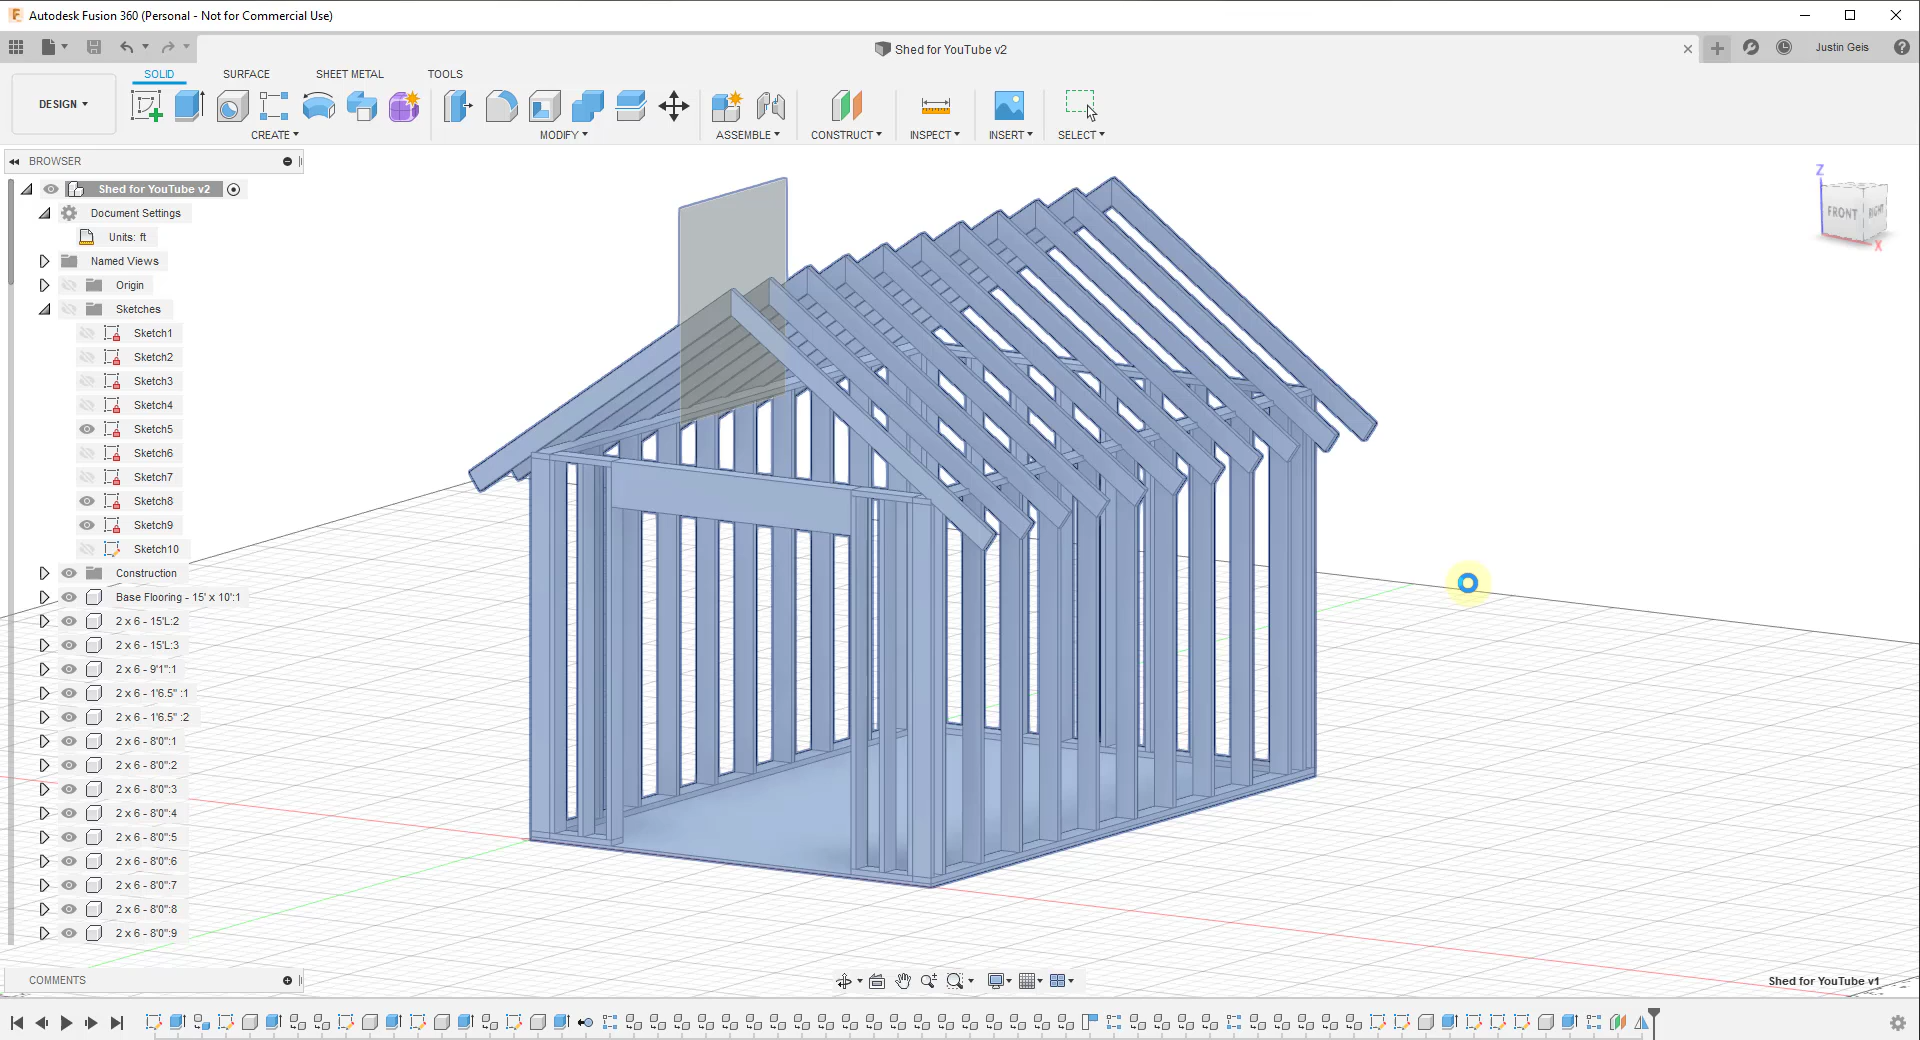 Autodesk Fusion 360 (Personal - Not for Commercial Use)
Shed for YouTube v2
Justin Geis
DESIGN
SOLID SURFACE SHEET METAL TOOLS
CREATE MODIFY ASSEMBLE CONSTRUCT INSPECT INSERT SELECT
BROWSER
Shed for YouTube v2
Document Settings
Units: ft
Named Views
Origin
Sketches
Sketch1
Sketch2
Sketch3
Sketch4
Sketch5
Sketch6
Sketch7
Sketch8
Sketch9
Sketch10
Construction
Base Flooring - 15' x 10':1
2 x 6 - 15'L:2
2 x 6 - 15'L:3
2 x 6 - 9'1":1
2 x 6 - 1'6.5" :1
2 x 6 - 1'6.5" :2
2 x 6 - 8'0":1
2 x 6 - 8'0":2
2 x 6 - 8'0":3
2 x 6 - 8'0":4
2 x 6 - 8'0":5
2 x 6 - 8'0":6
2 x 6 - 8'0":7
2 x 6 - 8'0":8
2 x 6 - 8'0":9
Z
FRONT RIGHT
X
COMMENTS
Shed for YouTube v1